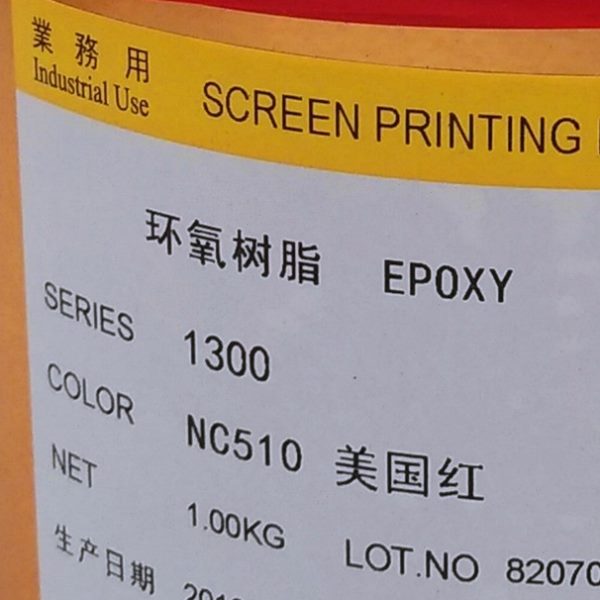 業務用
Industrial Use
SCREEN PRINTING
环氧树脂 EPOXY
SERIES 1300
COLOR NC510 美国红
NET 1.00KG LOT.NO 82070
生产日期